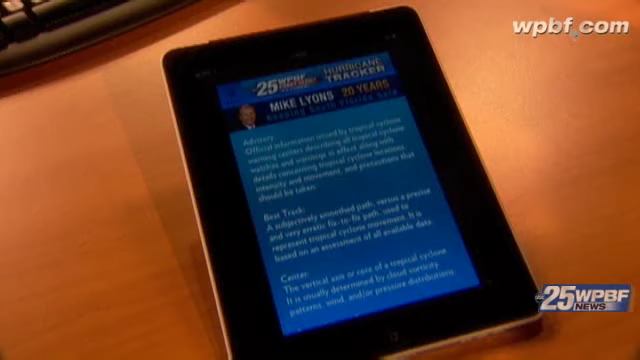 wpbf.com
25 WPBF
HURRICANE
TRACKER
MIKE LYONS 20 YEARS
Keeping South Florida Safe
Advisory:
Official information issued by tropical cyclone
warning centers describing all tropical cyclone
watches and warnings in effect along with
details concerning tropical cyclone locations,
intensity and movement, and precautions that
should be taken.
Best Track:
A subjectively smoothed path, versus a precise
and very erratic fix-to-fix path, used to
represent tropical cyclone movement. It is
based on an assessment of all available data.
Center:
The vertical axis or core of a tropical cyclone.
It is usually determined by cloud vorticity
patterns, wind, and/or pressure distributions.
abc 25 WPBF
NEWS